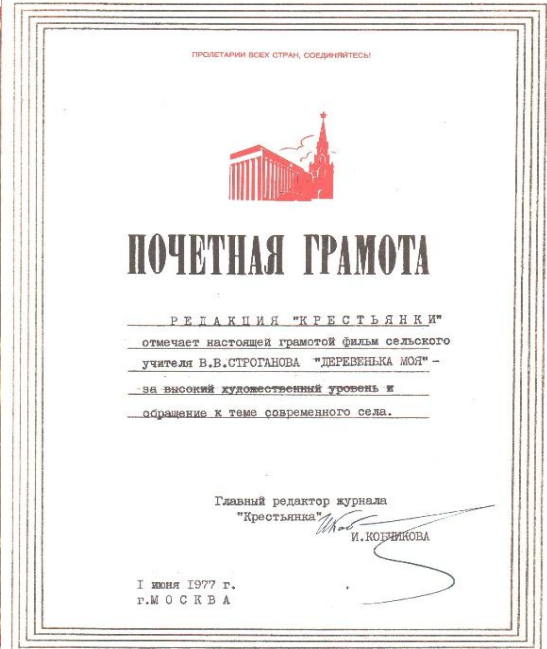 ПРОЛЕТАРИИ ВСЕХ СТРАН, СОЕДИНЯЙТЕСЬ!
ПОЧЕТНАЯ ГРАМОТА
РЕДАКЦИЯ "КРЕСТЬЯНКИ"
отмечает настоящей грамотой фильм сельского
учителя В.В.СТРОГАНОВА "ДЕРЕВЕНЬКА МОЯ" –
за высокий художественный уровень и
обращение к теме современного села.
Главный редактор журнала
"Крестьянка"
И.КОБЧИКОВА
I июня 1977 г.
г.МОСКВА